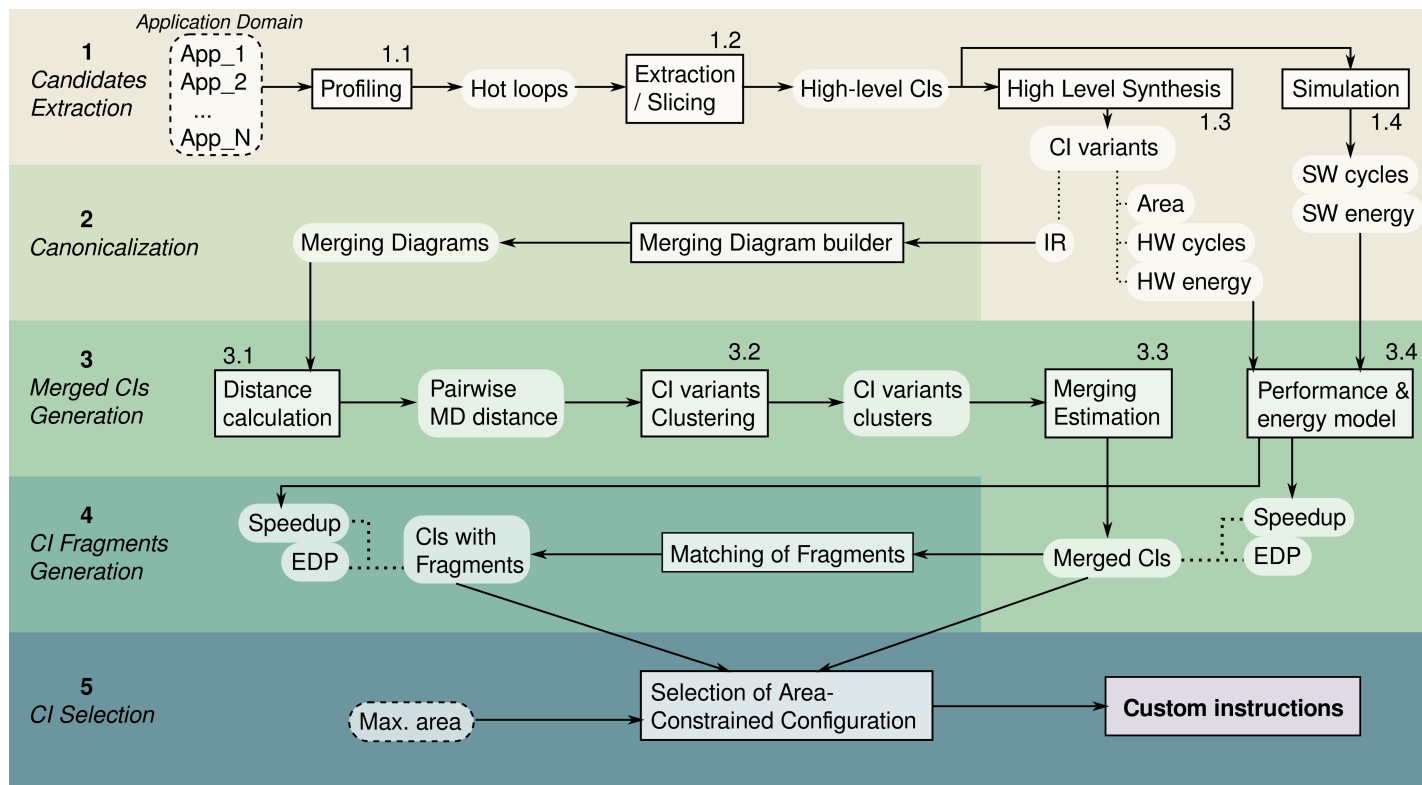 Application Domain
1
Candidates
Extraction
App_1
App_2
...
App_N
1.1
Profiling
Hot loops
1.2
Extraction
/ Slicing
High-level CIs
High Level Synthesis
1.3
Simulation
1.4
CI variants
SW cycles
SW energy
Area
HW cycles
HW energy
2
Canonicalization
Merging Diagrams
Merging Diagram builder
IR
3
Merged CIs
Generation
3.1
Distance
calculation
Pairwise
MD distance
3.2
CI variants
Clustering
CI variants
clusters
3.3
Merging
Estimation
3.4
Performance &
energy model
4
CI Fragments
Generation
Speedup
EDP
CIs with
Fragments
Matching of Fragments
Merged CIs
Speedup
EDP
5
CI Selection
Max. area
Selection of Area-
Constrained Configuration
Custom instructions